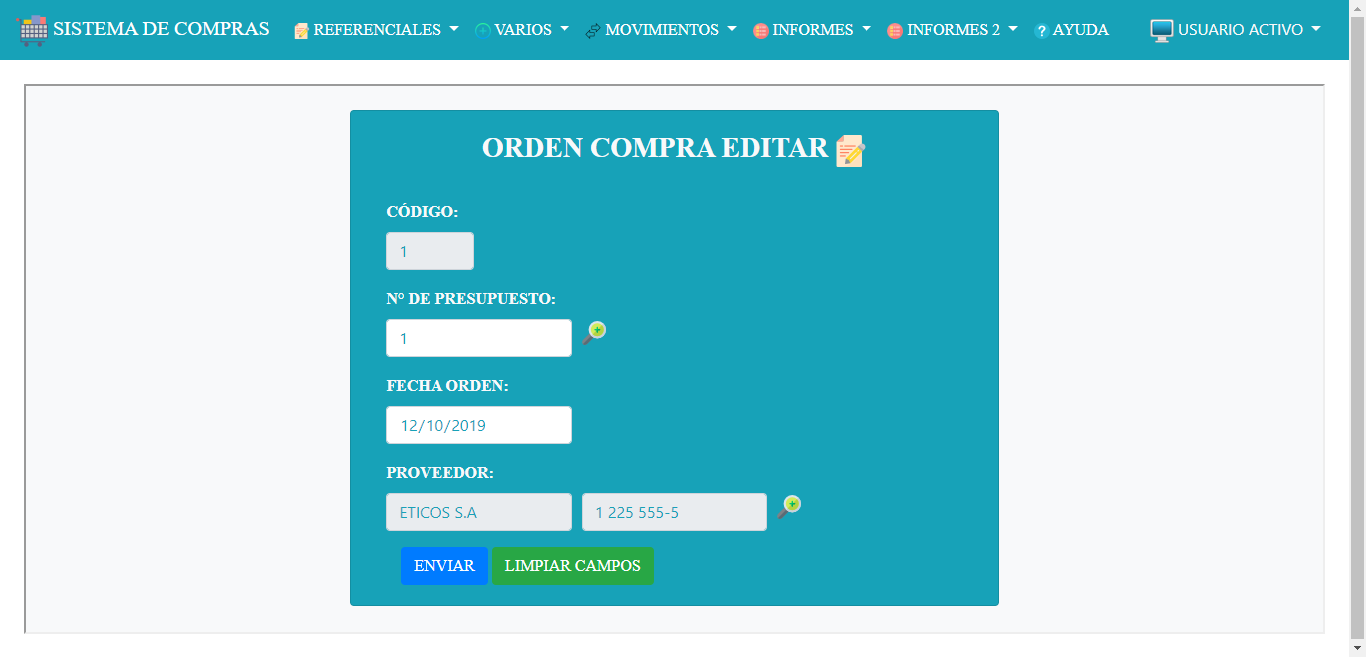 SISTEMA DE COMPRAS REFERENCIALES VARIOS MOVIMIENTOS INFORMES INFORMES 2 ? AYUDA USUARIO ACTIVO
ORDEN COMPRA EDITAR
CÓDIGO:
1
Nº DE PRESUPUESTO:
1
FECHA ORDEN:
12/10/2019
PROVEEDOR:
ETICOS S.A 1 225 555-5
ENVIAR LIMPIAR CAMPOS